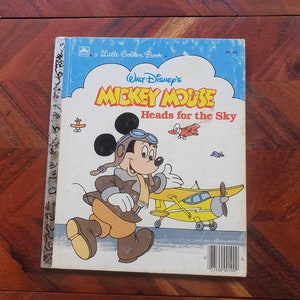 a Little Golden Book
Walt Disney's
MICKEY MOUSE
Heads for the Sky